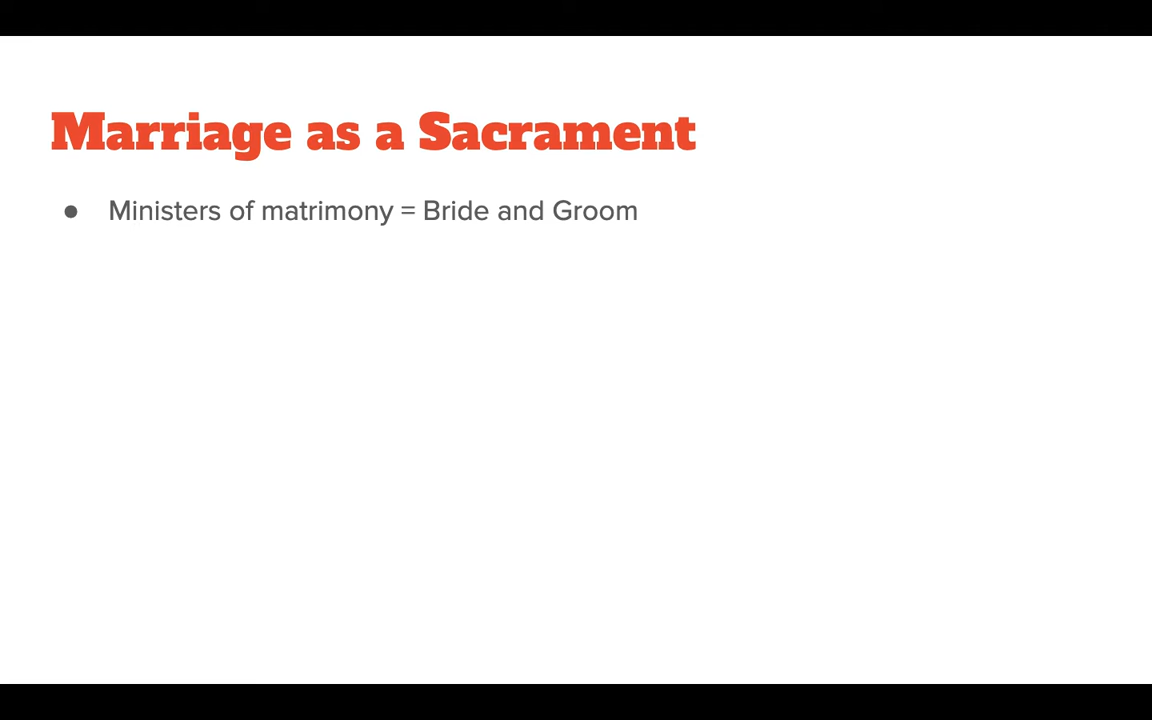 Marriage as a Sacrament
● Ministers of matrimony = Bride and Groom